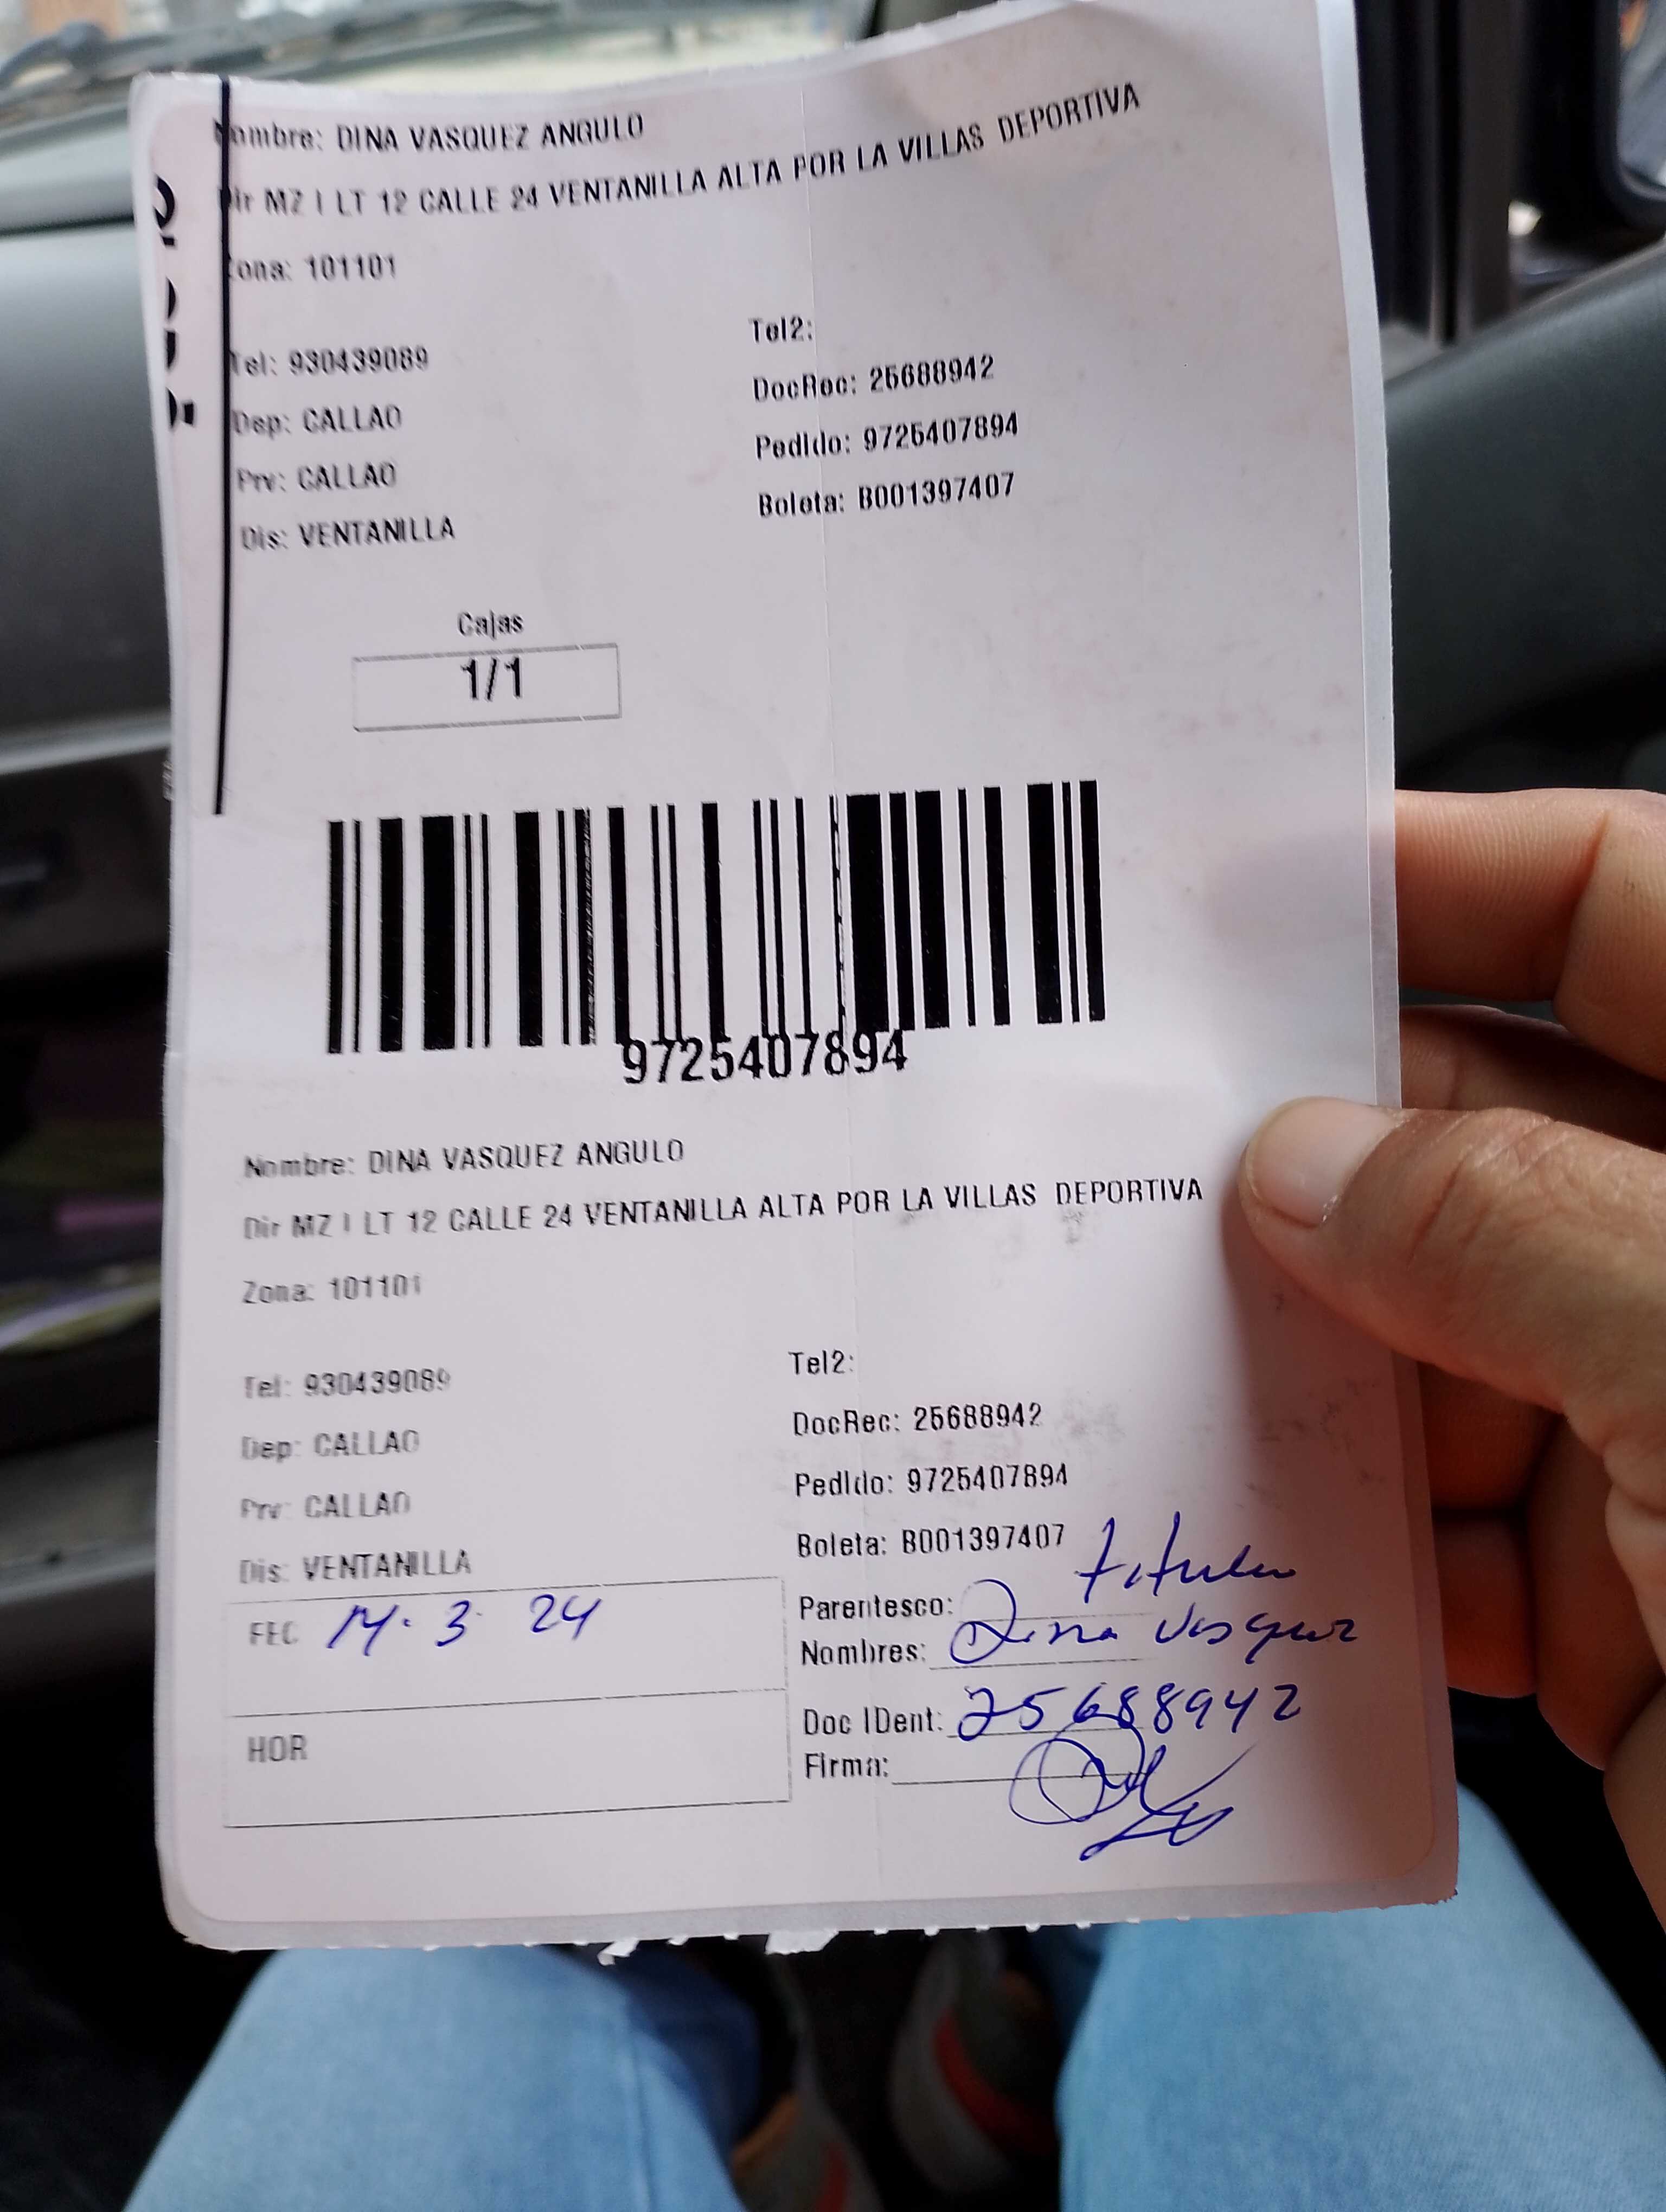 Nombre: DINA VASQUEZ ANGULO
Dir MZ I LT 12 CALLE 24 VENTANILLA ALTA POR LA VILLAS DEPORTIVA
Zona: 101101
Tel: 930439089
Tel2:
Dep: CALLAO
DocRec: 25688942
Prv: CALLAO
Pedido: 9725407894
Dis: VENTANILLA
Boleta: B001397407
Cajas
1/1
9725407894
Nombre: DINA VASQUEZ ANGULO
Dir MZ I LT 12 CALLE 24 VENTANILLA ALTA POR LA VILLAS DEPORTIVA
Zona: 101101
Tel: 930439089
Tel2:
Dep: CALLAO
DocRec: 25688942
Prv: CALLAO
Pedido: 9725407894
Dis: VENTANILLA
Boleta: B001397407
FEC 14. 3 24
Parentesco: titular
Nombres: Dina Vasquez
HOR
Doc IDent: 25688942
Firma: